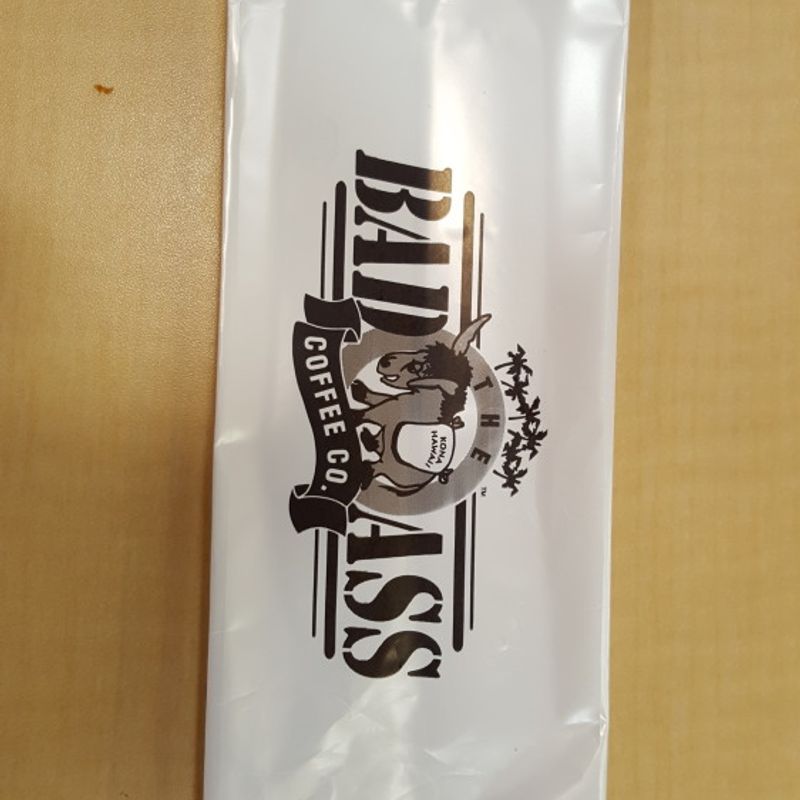 THE
BAD ASS
COFFEE CO.
KONA
HAWAII
TM